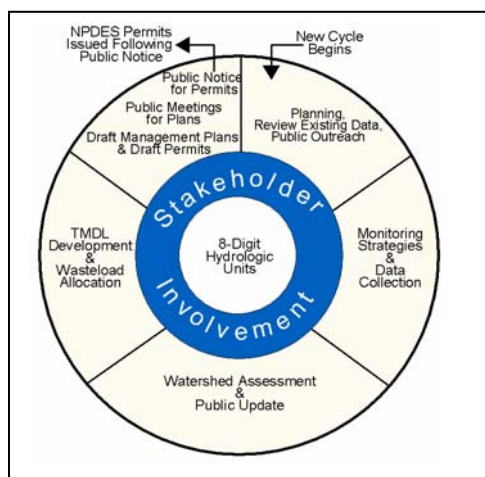 NPDES Permits
Issued Following
Public Notice
New Cycle
Begins
Public Notice
for Permits
Public Meetings
for Plans
Draft Management Plans
& Draft Permits
Planning,
Review Existing Data,
Public Outreach
Monitoring
Strategies
&
Data
Collection
Watershed Assessment
&
Public Update
TMDL
Development
&
Wasteload
Allocation
Stakeholder
Involvement
8-Digit
Hydrologic
Units